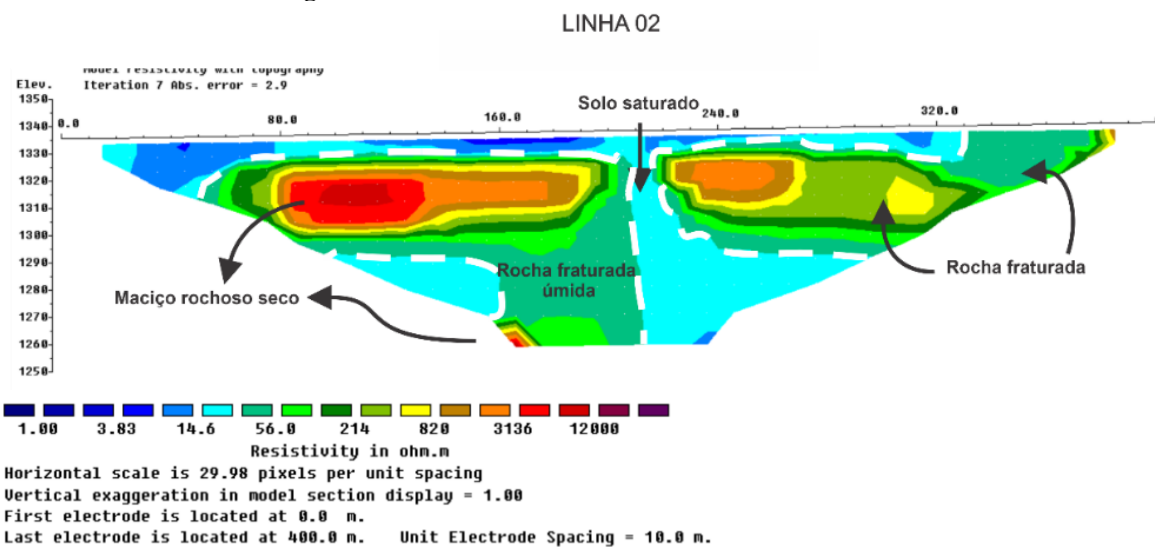 LINHA 02
Model resistivity with topography
Elev. Iteration 7 Abs. error = 2.9
1350
1340
1330
1320
1310
1300
1290
1280
1270
1260
1250
0.0 80.0 160.0 240.0 320.0
Solo saturado
Rocha fraturada
úmida
Rocha fraturada
Maciço rochoso seco
1.00 3.83 14.6 56.0 214 820 3136 12000
Resistivity in ohm.m
Horizontal scale is 29.98 pixels per unit spacing
Vertical exaggeration in model section display = 1.00
First electrode is located at 0.0 m.
Last electrode is located at 400.0 m. Unit Electrode Spacing = 10.0 m.